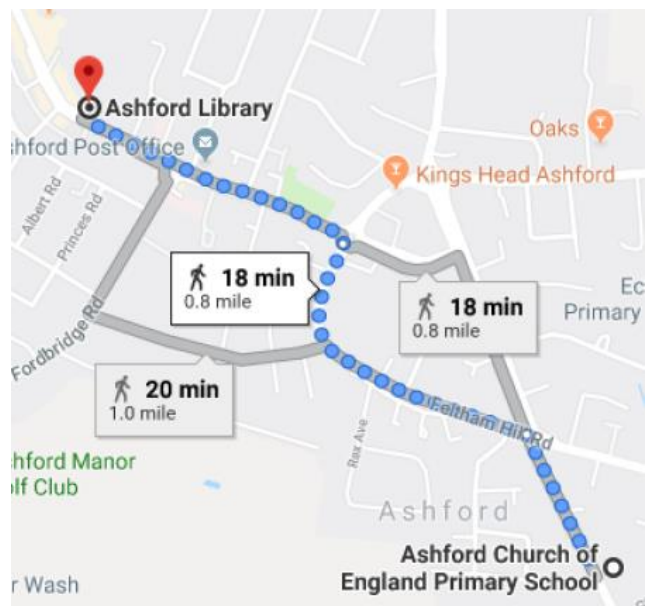 Ashford Library
shford Post Office
Oaks
Kings Head Ashford
Albert Rd
Princes Rd
18 min
0.8 mile
18 min
0.8 mile
Ec
Primary
Fordbridge Rd
20 min
1.0 mile
Feltham Hill Rd
Rex Ave
shford Manor
olf Club
Ashford
Ashford Church of
England Primary School
r Wash